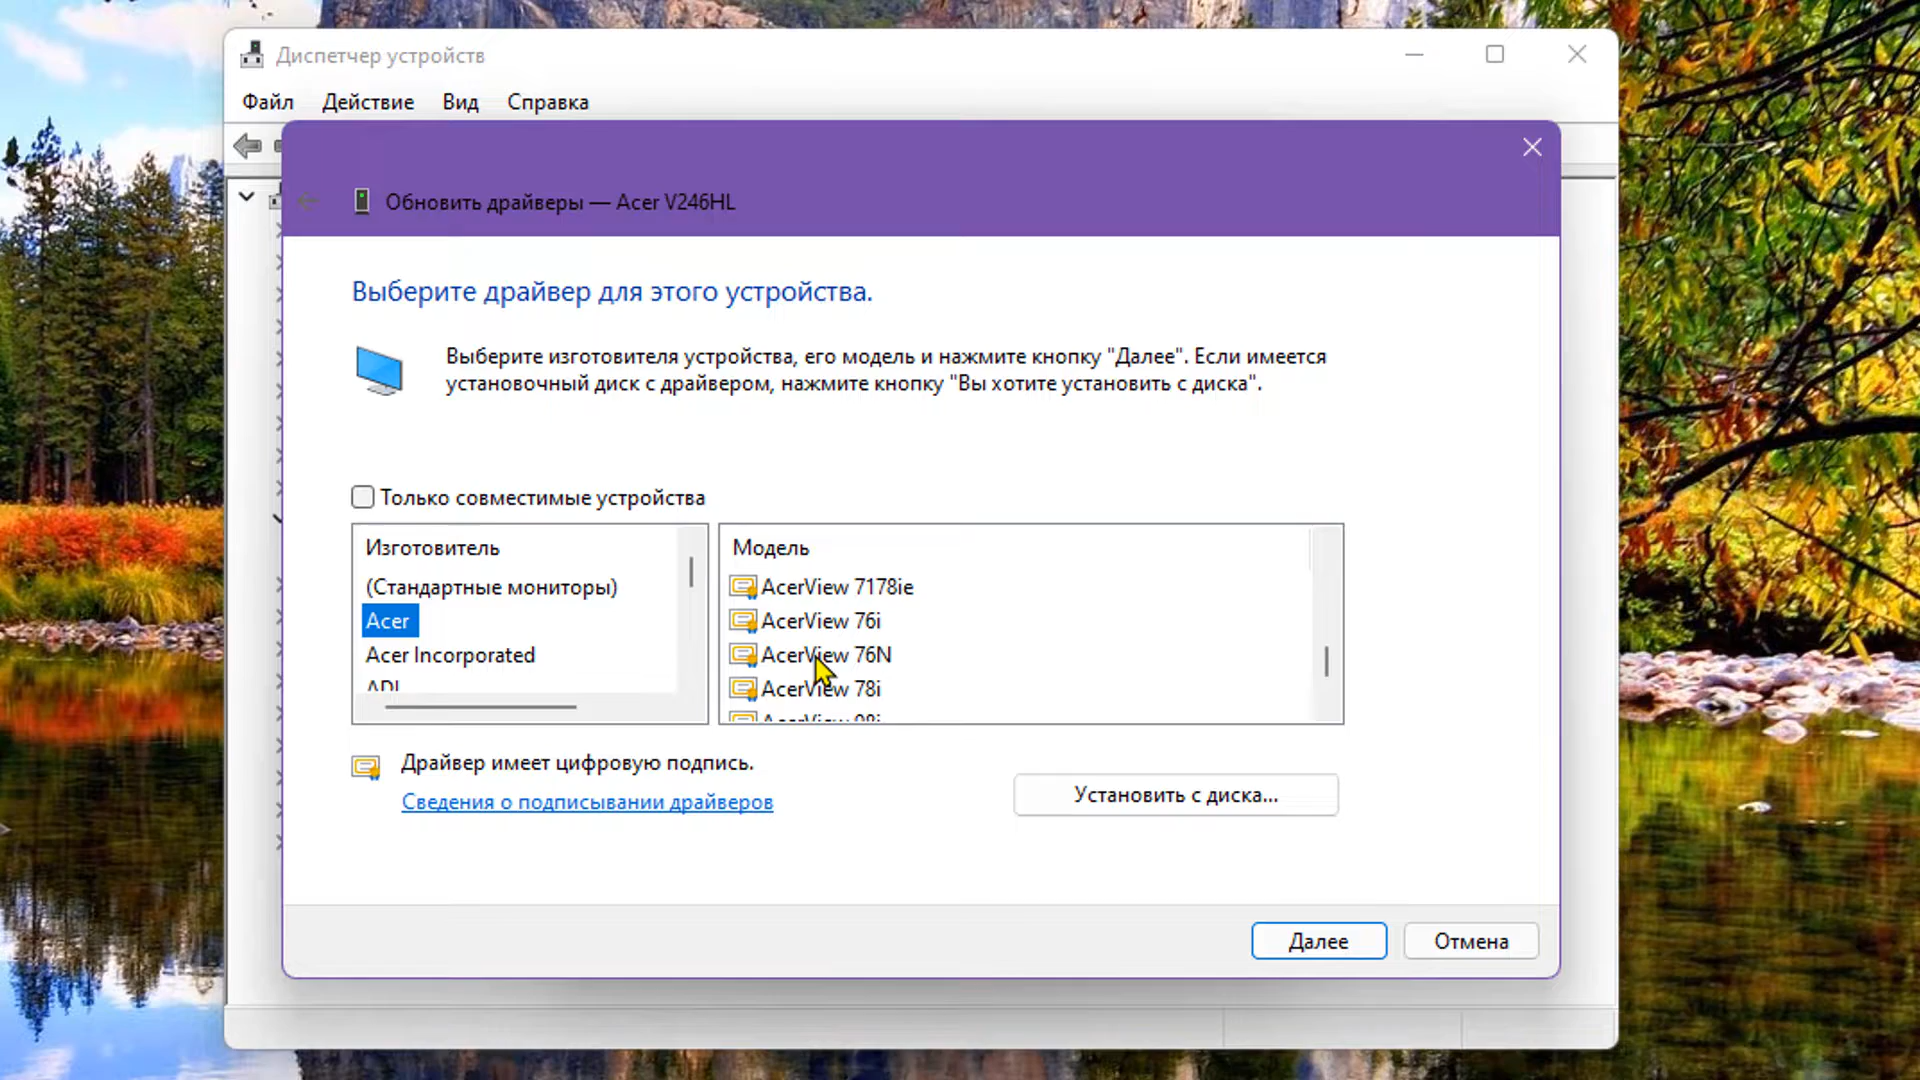 Диспетчер устройств
Файл Действие Вид Справка
Обновить драйверы — Acer V246HL
Выберите драйвер для этого устройства.
Выберите изготовителя устройства, его модель и нажмите кнопку "Далее". Если имеется
установочный диск с драйвером, нажмите кнопку "Вы хотите установить с диска".
Только совместимые устройства
Изготовитель
(Стандартные мониторы)
Acer
Acer Incorporated
Модель
AcerView 7178ie
AcerView 76i
AcerView 76N
AcerView 78i
Драйвер имеет цифровую подпись.
Сведения о подписывании драйверов
Установить с диска...
Далее
Отмена